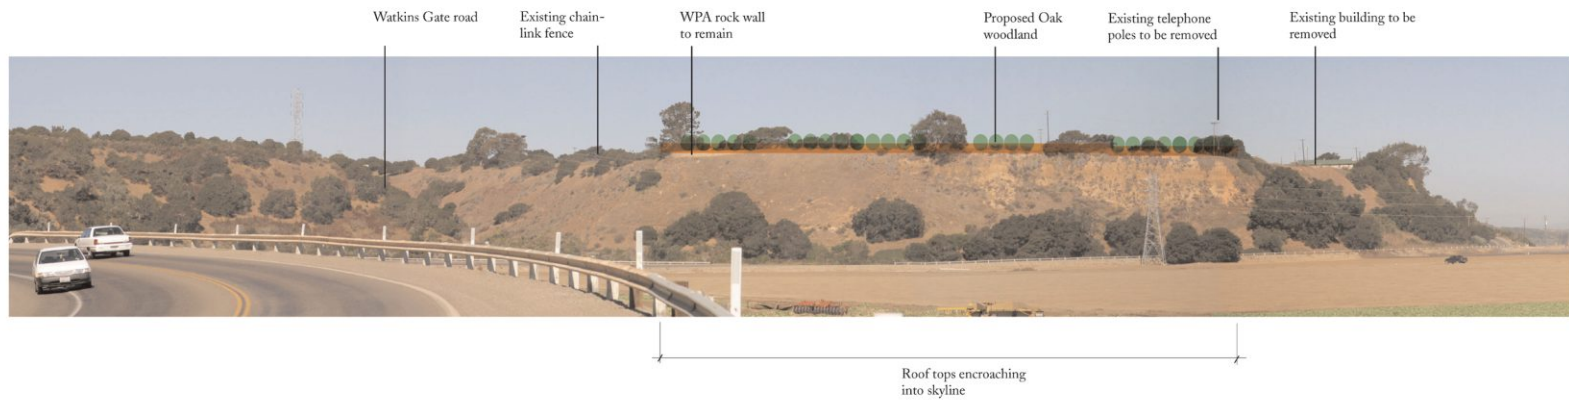 Watkins Gate road
Existing chain-
link fence
WPA rock wall
to remain
Proposed Oak
woodland
Existing telephone
poles to be removed
Existing building to be
removed
Roof tops encroaching
into skyline